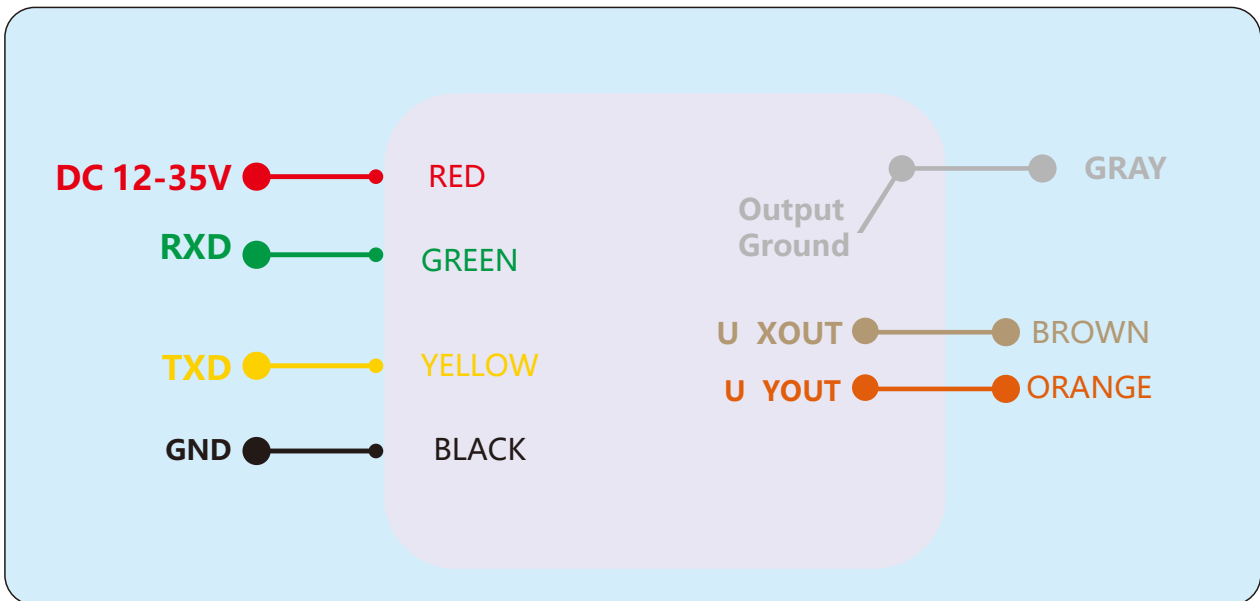 DC 12-35V RED
RXD GREEN
TXD YELLOW
GND BLACK
GRAY
Output
Ground
U XOUT BROWN
U YOUT ORANGE